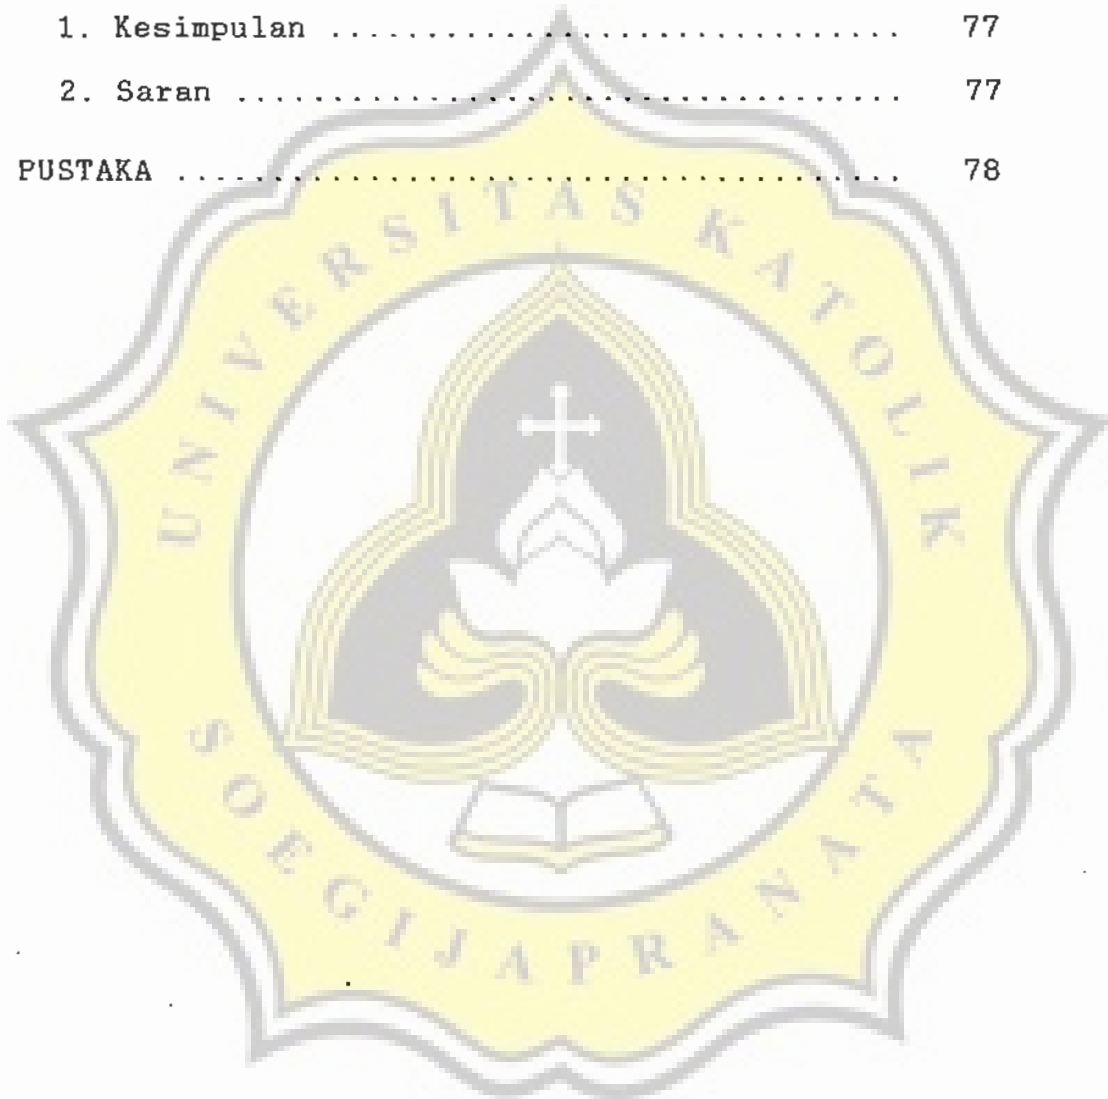 1. Kesimpulan .................................. 77
2. Saran ....................................... 77
PUSTAKA ........................................... 78
UNIVERSITAS KATOLIK
SOEGIJAPRANATA